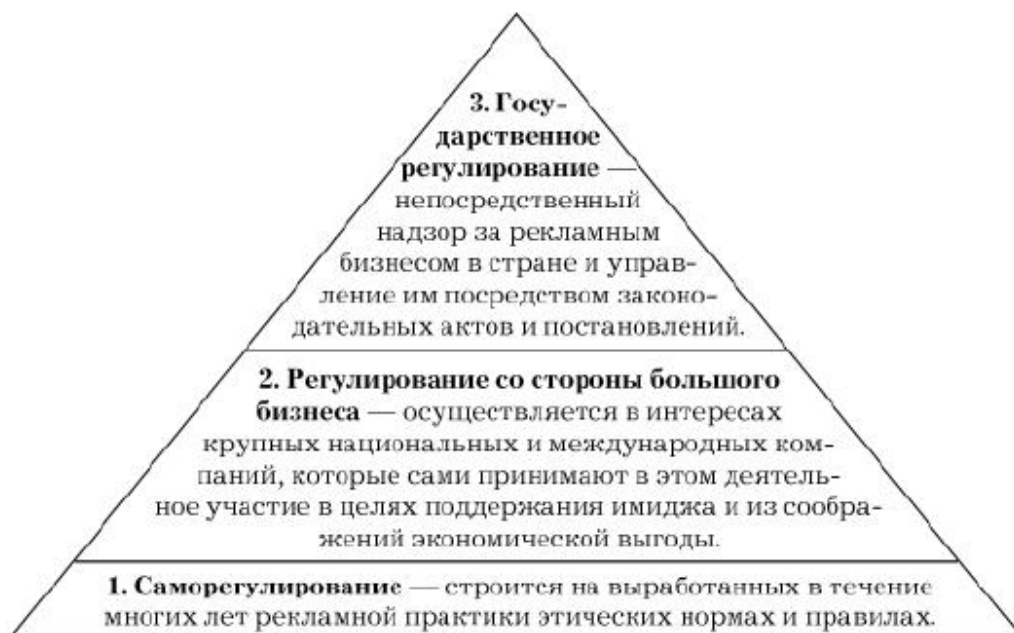 3. Госу-
дарственное
регулирование —
непосредственный
надзор за рекламным
бизнесом в стране и управ-
ление им посредством законо-
дательных актов и постановлений.
2. Регулирование со стороны большого
бизнеса — осуществляется в интересах
крупных национальных и международных ком-
паний, которые сами принимают в этом деятель-
ное участие в целях поддержания имиджа и из сообра-
жений экономической выгоды.
1. Саморегулирование — строится на выработанных в течение
многих лет рекламной практики этических нормах и правилах.